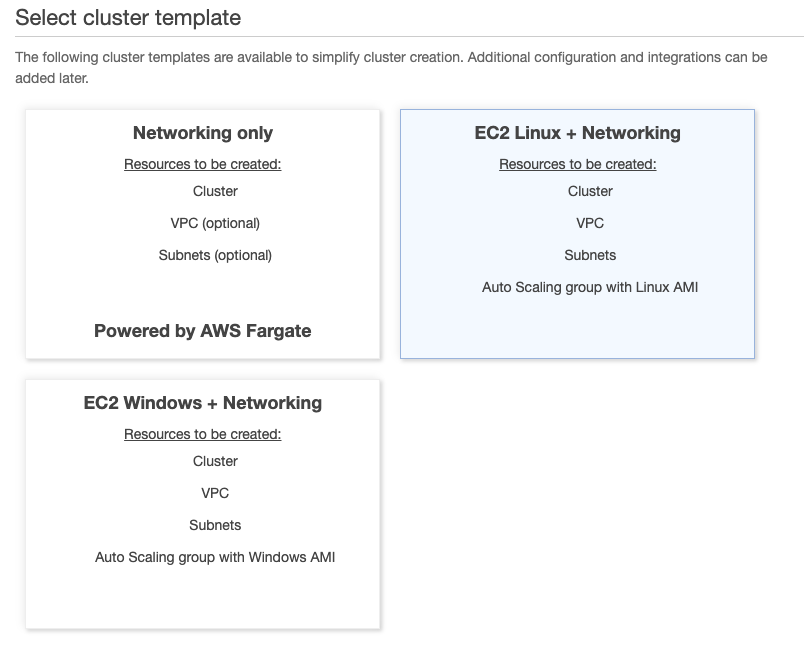 Select cluster template
The following cluster templates are available to simplify cluster creation. Additional configuration and integrations can be
added later.
Networking only
Resources to be created:
Cluster
VPC (optional)
Subnets (optional)
Powered by AWS Fargate
EC2 Linux + Networking
Resources to be created:
Cluster
VPC
Subnets
Auto Scaling group with Linux AMI
EC2 Windows + Networking
Resources to be created:
Cluster
VPC
Subnets
Auto Scaling group with Windows AMI